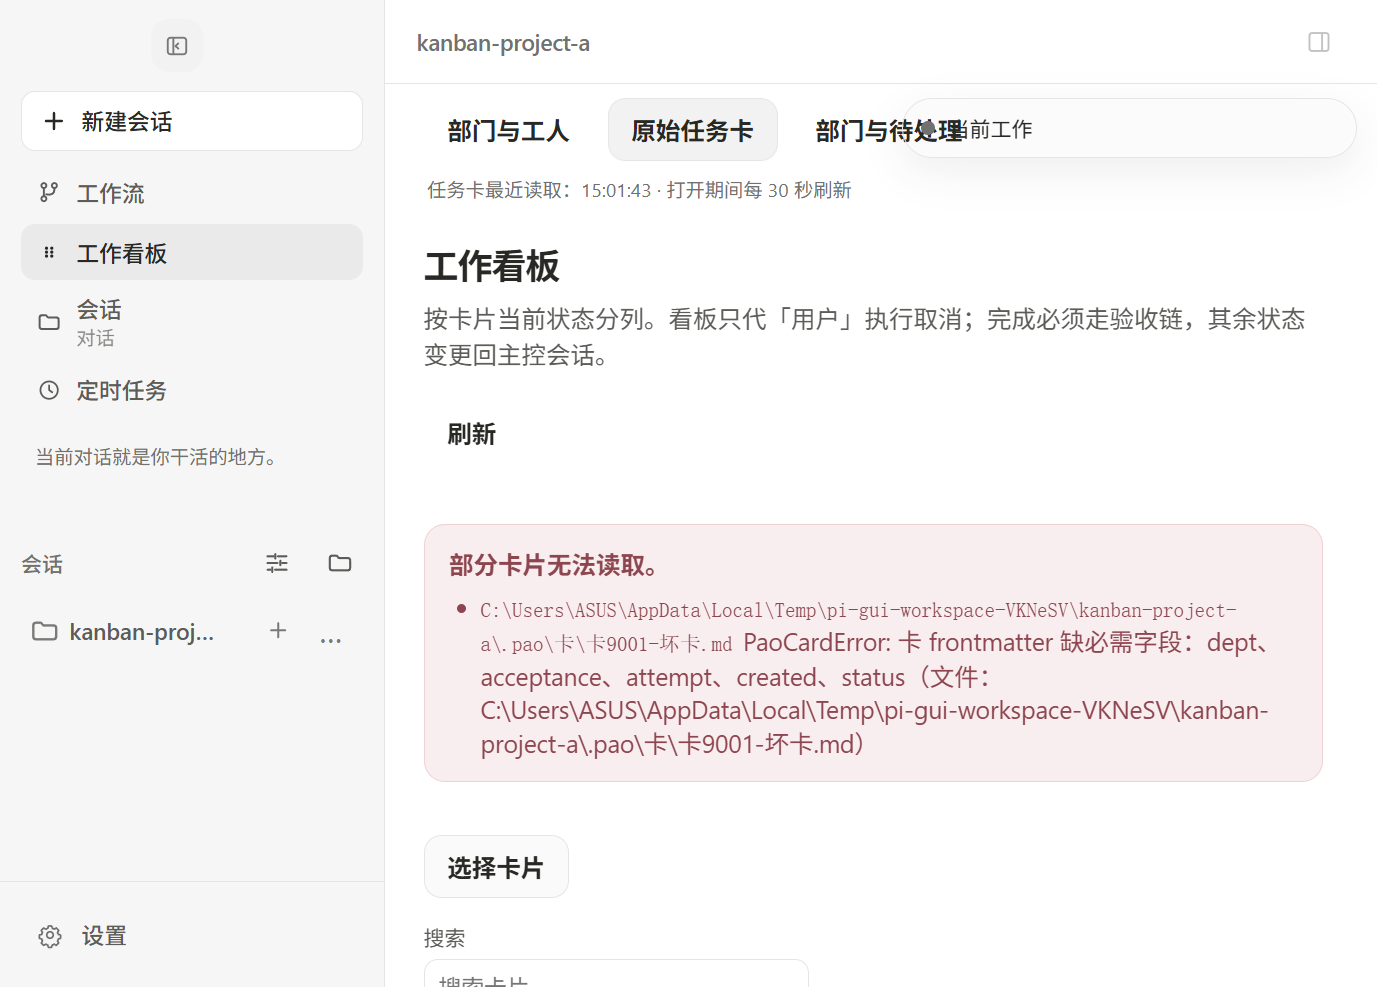 kanban-project-a
新建会话
工作流
工作看板
会话
对话
定时任务
当前对话就是你干活的地方。
会话
kanban-proj...
设置
部门与工人
原始任务卡
部门与待处理
当前工作
任务卡最近读取：15:01:43 · 打开期间每 30 秒刷新
工作看板
按卡片当前状态分列。看板只代「用户」执行取消；完成必须走验收链，其余状态
变更回主控会话。
刷新
部分卡片无法读取。
C:\Users\ASUS\AppData\Local\Temp\pi-gui-workspace-VKNeSV\kanban-project-
a\.pao\卡\卡9001-坏卡.md PaoCardError: 卡 frontmatter 缺必需字段：dept、
acceptance、attempt、created、status（文件：
C:\Users\ASUS\AppData\Local\Temp\pi-gui-workspace-VKNeSV\kanban-
project-a\.pao\卡\卡9001-坏卡.md）
选择卡片
搜索
搜索卡片